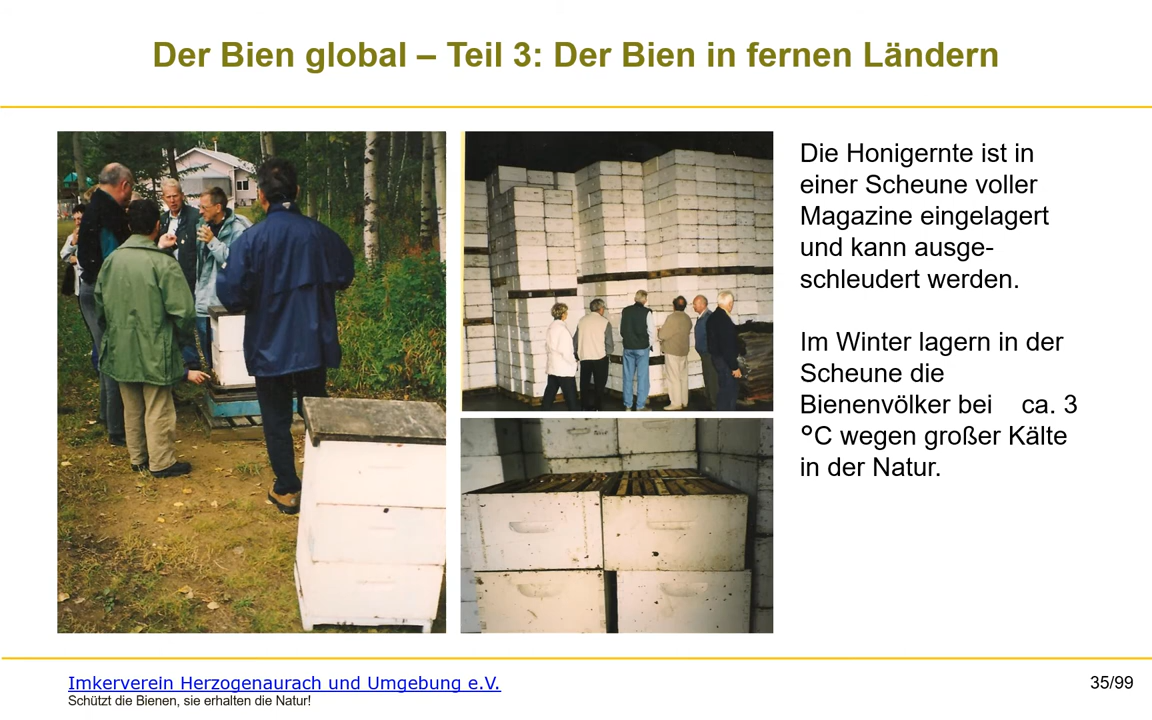 Der Bien global – Teil 3: Der Bien in fernen Ländern
Die Honigernte ist in
einer Scheune voller
Magazine eingelagert
und kann ausge-
schleudert werden.
Im Winter lagern in der
Scheune die
Bienenvölker bei ca. 3
°C wegen großer Kälte
in der Natur.
Imkerverein Herzogenaurach und Umgebung e.V.
Schützt die Bienen, sie erhalten die Natur!
35/99